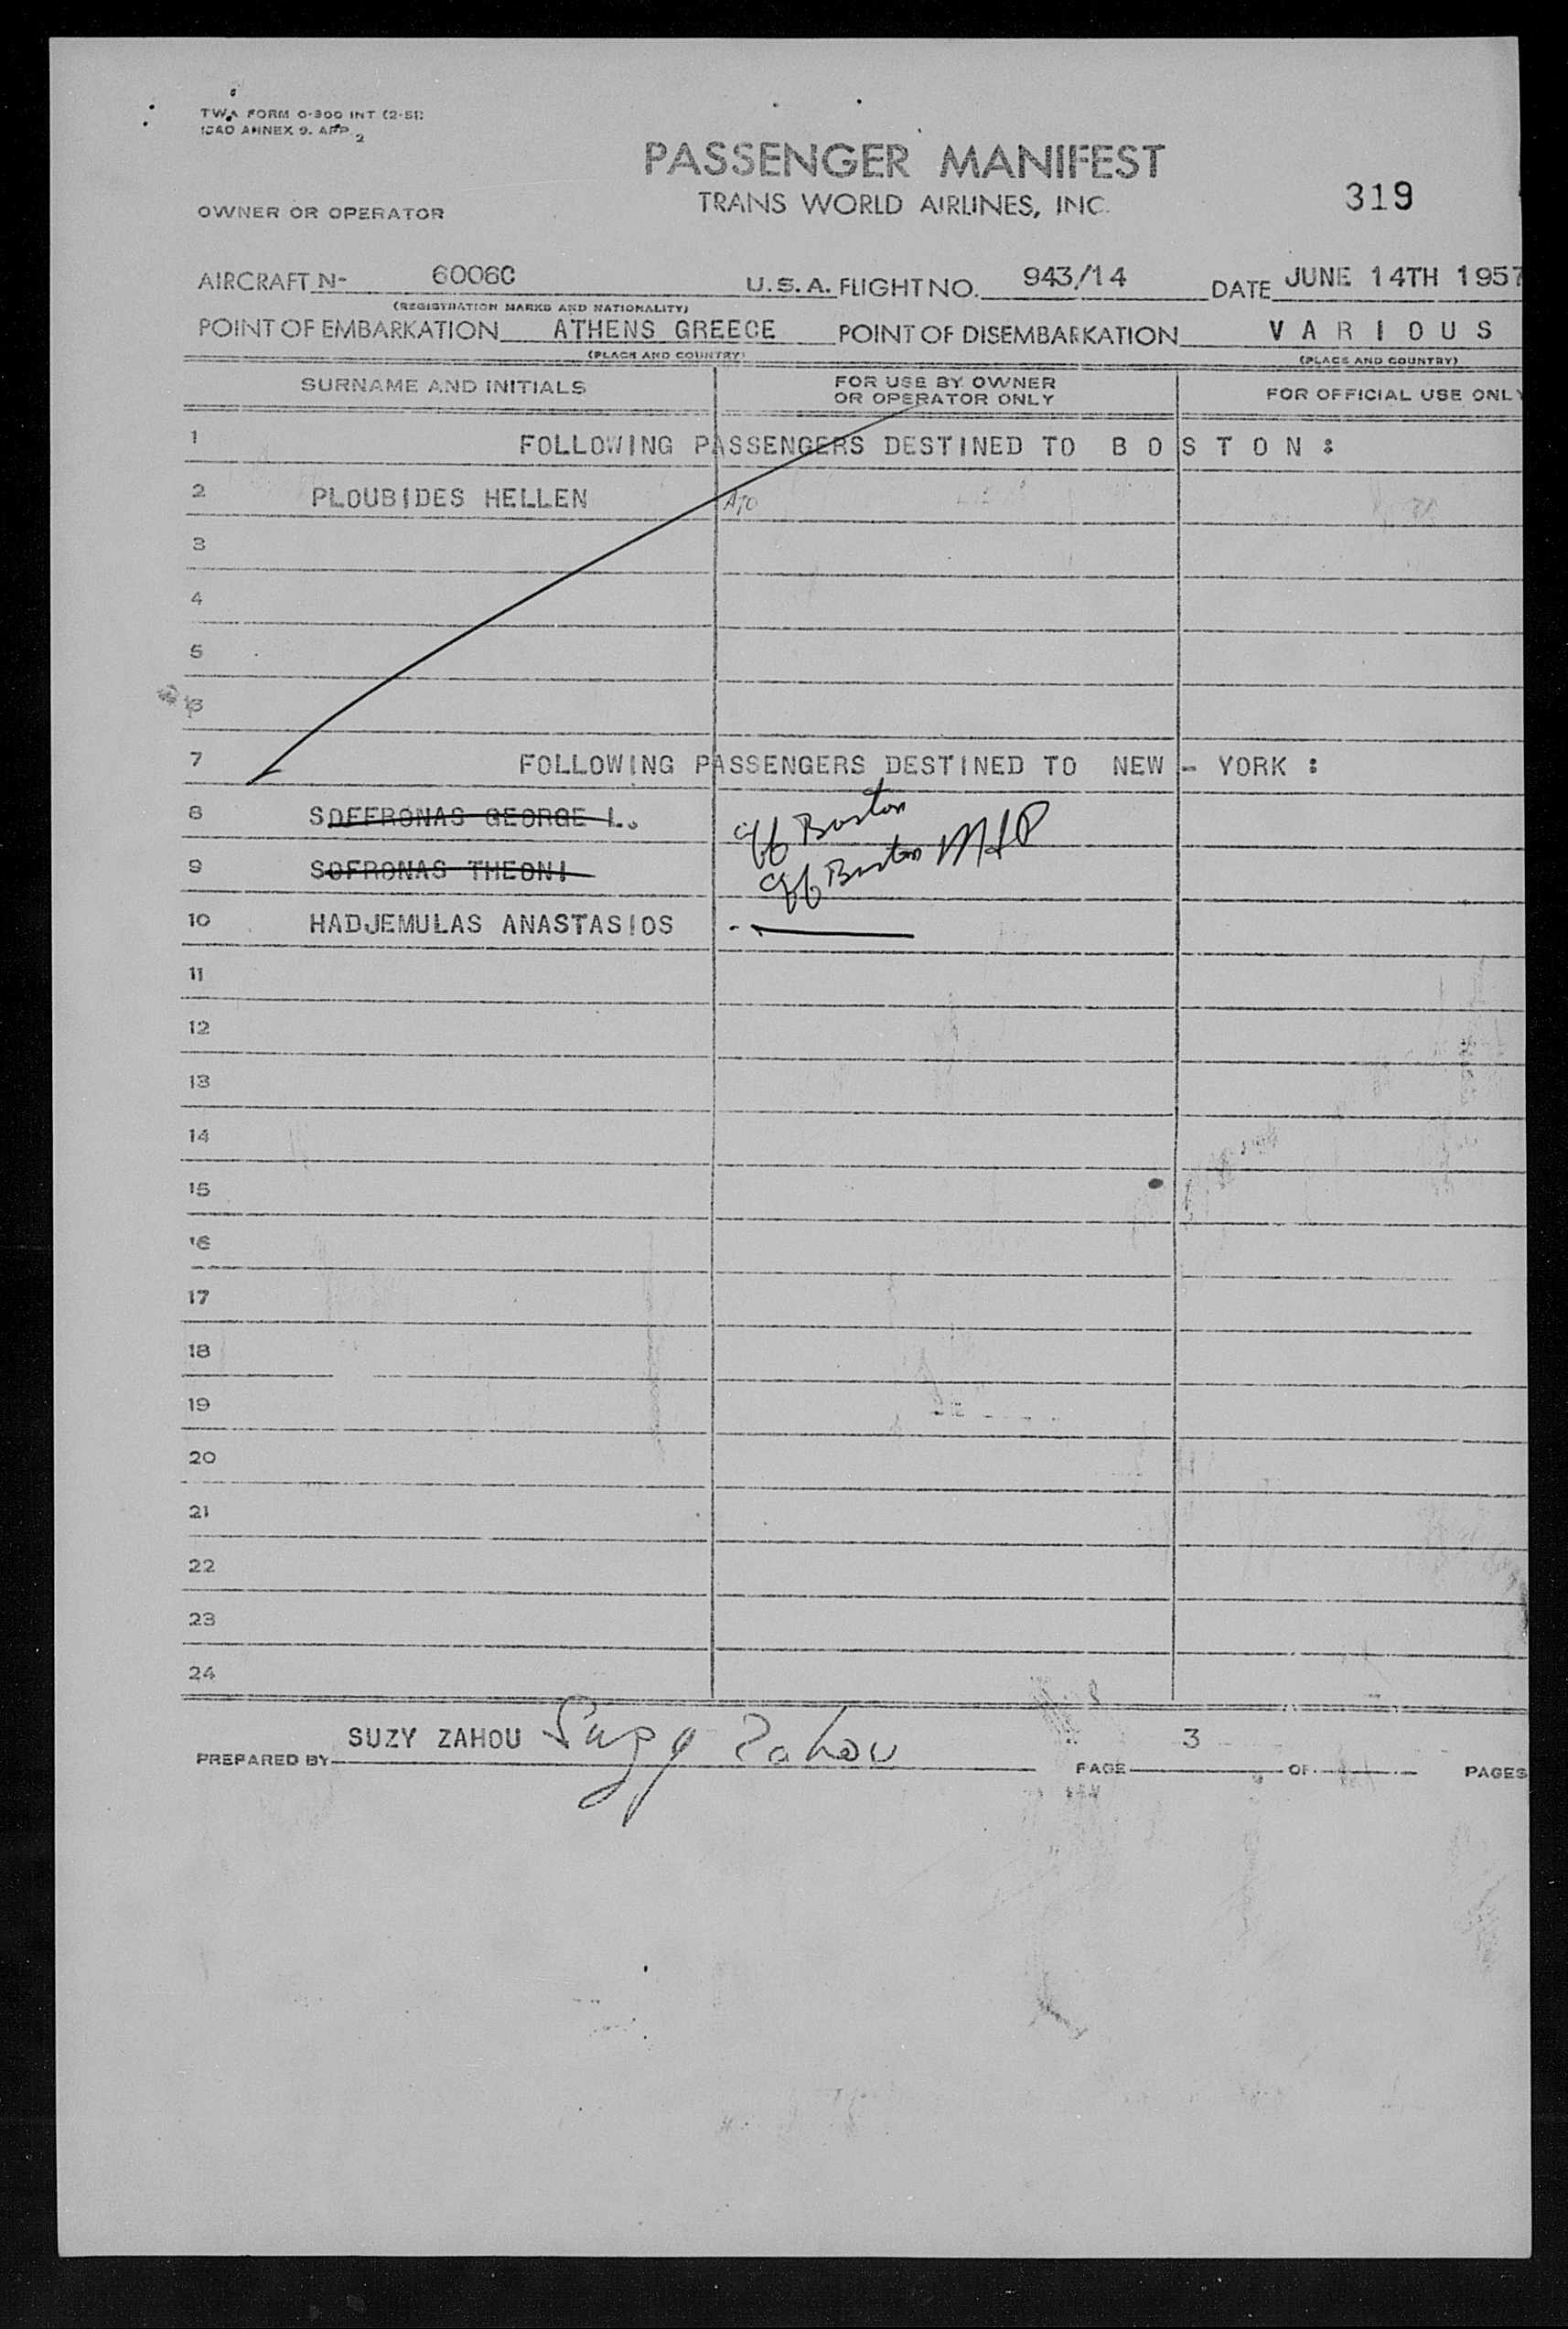 TWA FORM 0-300 INT (2-51)
ICAO ANNEX 9. APP. 2
PASSENGER MANIFEST
TRANS WORLD AIRLINES, INC.
319
OWNER OR OPERATOR
AIRCRAFT N- 6006C U.S.A. FLIGHT NO. 943/14 DATE JUNE 14TH 1957
(REGISTRATION MARKS AND NATIONALITY)
POINT OF EMBARKATION ATHENS GREECE POINT OF DISEMBARKATION V A R I O U S
(PLACE AND COUNTRY) (PLACE AND COUNTRY)
SURNAME AND INITIALS FOR USE BY OWNER OR OPERATOR ONLY FOR OFFICIAL USE ONLY
1 FOLLOWING PASSENGERS DESTINED TO B O S T O N :
2 PLOUBIDES HELLEN
3
4
5
6
7 FOLLOWING PASSENGERS DESTINED TO NEW - YORK :
8 SOFFRONAS GEORGE L. off Boston
9 SOFRONAS THEONI off Boston
10 HADJEMULAS ANASTASIOS
11
12
13
14
15
16
17
18
19
20
21
22
23
24
PREPARED BY SUZY ZAHOU Suzy Zahou PAGE 3 OF PAGES